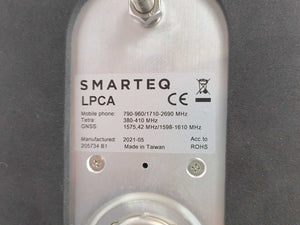 SMARTEQ
LPCA
Mobile phone: 790-960/1710-2690 MHz
Tetra 380-410 MHz
GNSS: 1575,42 MHz/1598-1610 MHz
Manufactured: 2021-05 Acc.to
205734 B1 Made in Taiwan ROHS